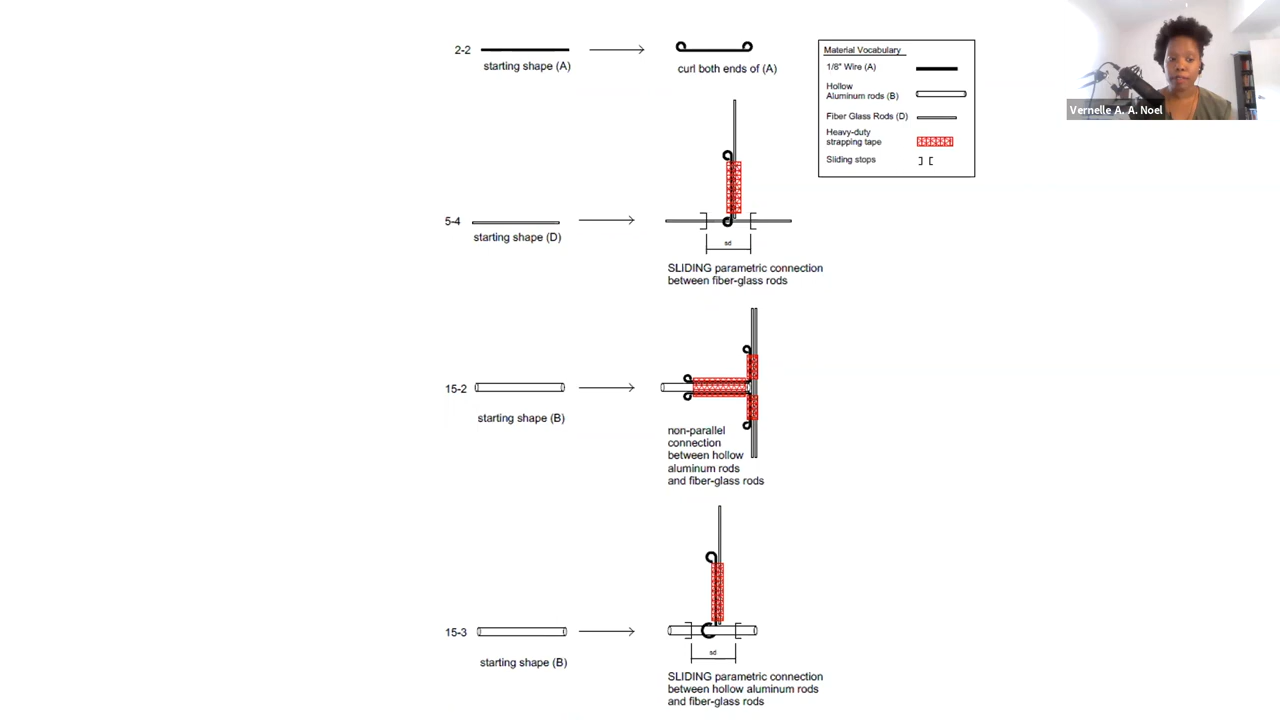 2-2
starting shape (A)
curl both ends of (A)
Material Vocabulary
1/8" Wire (A)
Hollow
Aluminum rods (B)
Fiber Glass Rods (D)
Heavy-duty
strapping tape
Sliding stops
Vernelle A. A. Noel
5-4
starting shape (D)
sd
SLIDING parametric connection
between fiber-glass rods
15-2
starting shape (B)
non-parallel
connection
between hollow
aluminum rods
and fiber-glass rods
15-3
starting shape (B)
sd
SLIDING parametric connection
between hollow aluminum rods
and fiber-glass rods